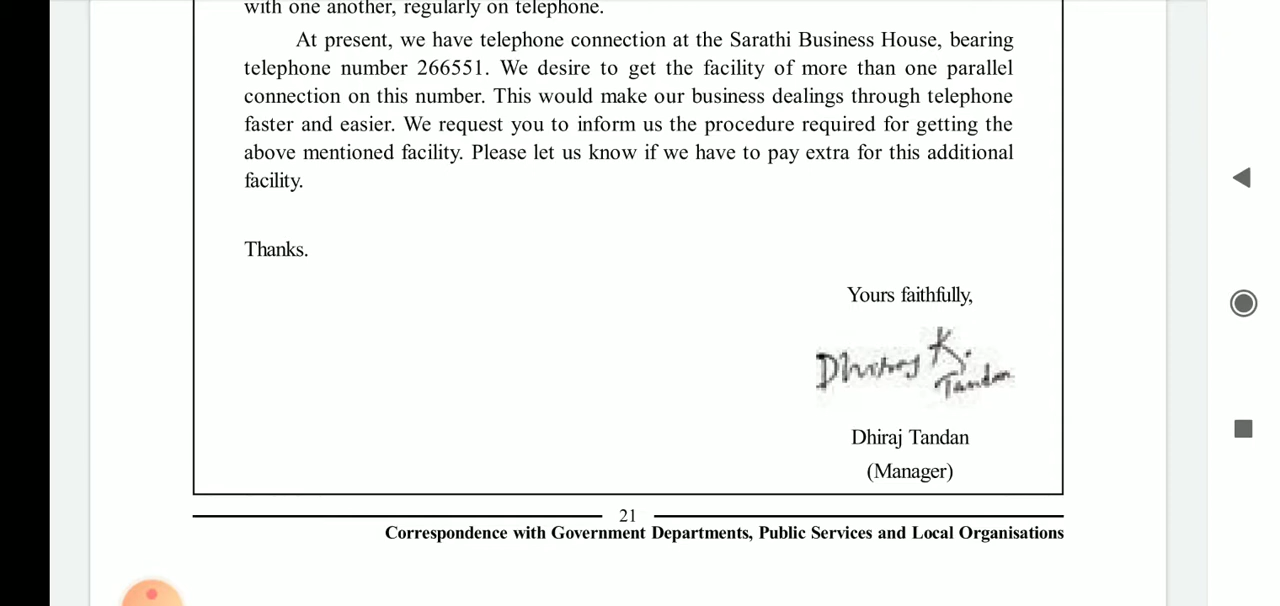 with one another, regularly on telephone.
At present, we have telephone connection at the Sarathi Business House, bearing
telephone number 266551. We desire to get the facility of more than one parallel
connection on this number. This would make our business dealings through telephone
faster and easier. We request you to inform us the procedure required for getting the
above mentioned facility. Please let us know if we have to pay extra for this additional
facility.
Thanks.
Yours faithfully,
Dhiraj K.
Tandan
Dhiraj Tandan
(Manager)
21
Correspondence with Government Departments, Public Services and Local Organisations